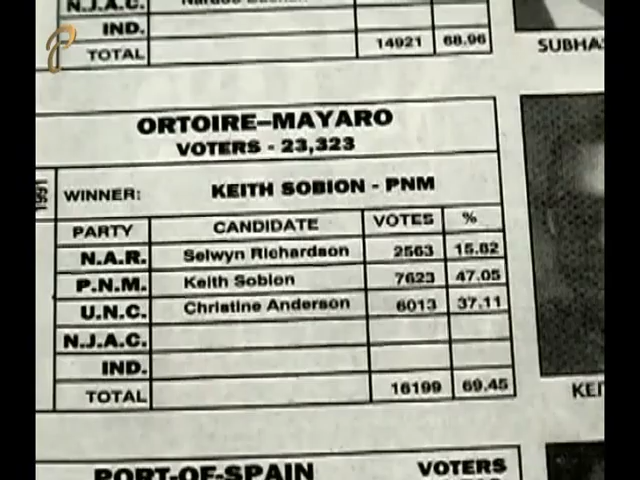 N.J.A.C.
IND.
TOTAL 14921 68.96
SUBHAS
ORTOIRE–MAYARO
VOTERS - 23,323
WINNER: KEITH SOBION - PNM
PARTY CANDIDATE VOTES %
N.A.R. Selwyn Richardson 2563 15.82
P.N.M. Keith Sobion 7623 47.05
U.N.C. Christine Anderson 6013 37.11
N.J.A.C.
IND.
TOTAL 16199 69.45
KEI
PORT-OF-SPAIN VOTERS